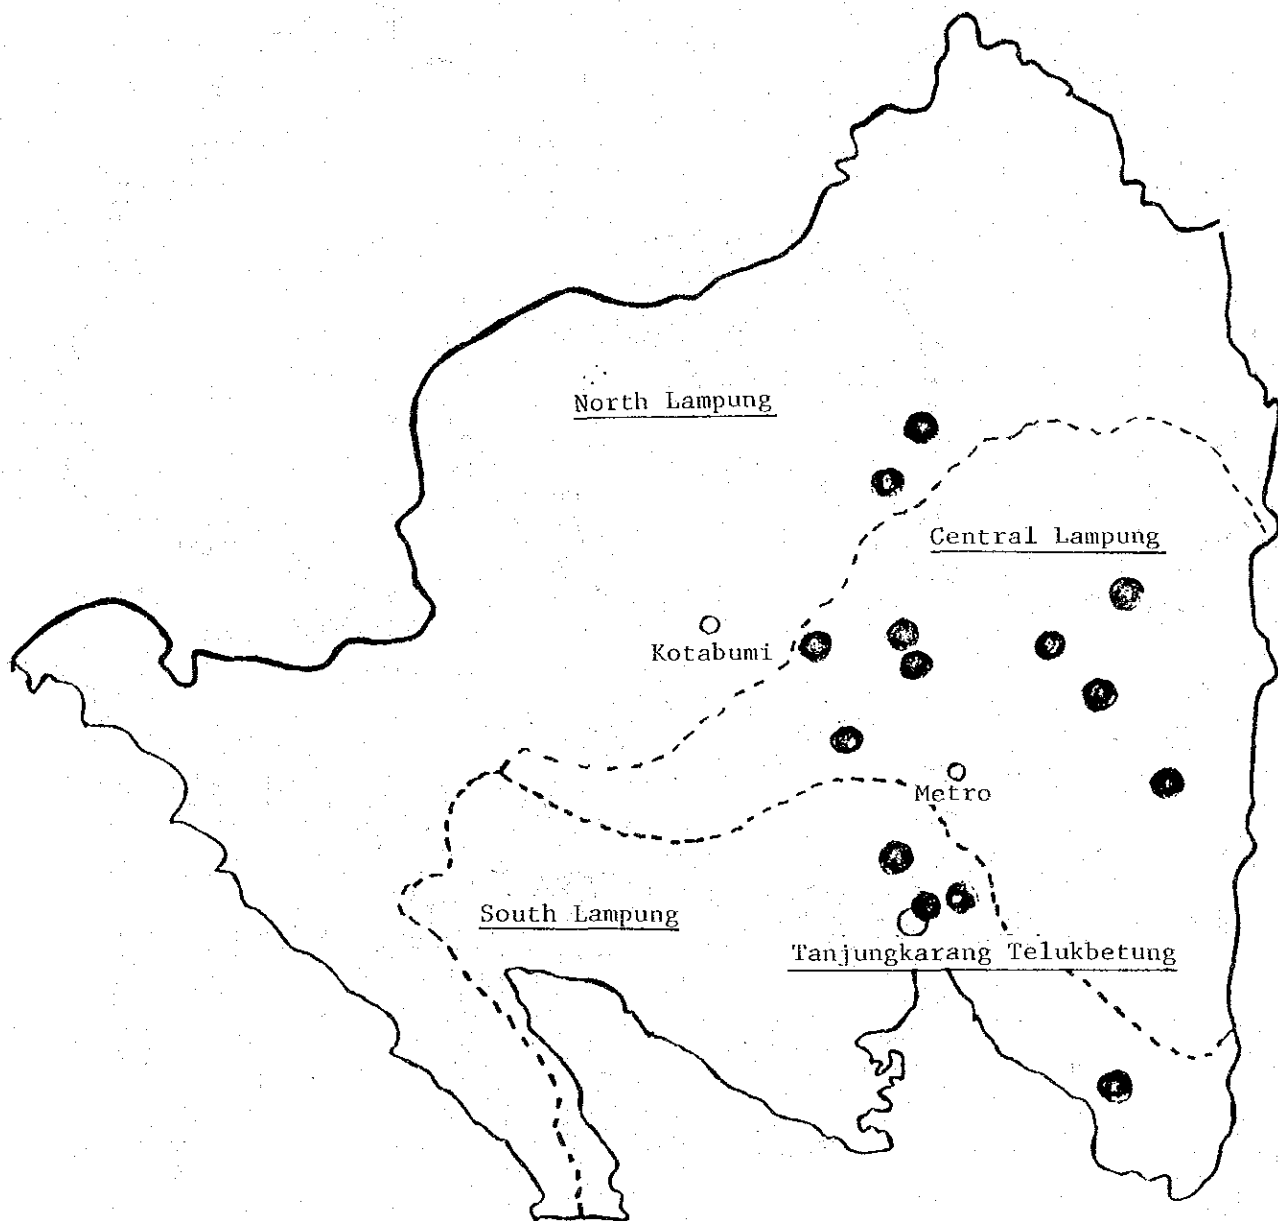 North Lampung
Central Lampung
Kotabumi
Metro
South Lampung
Tanjungkarang Telukbetung